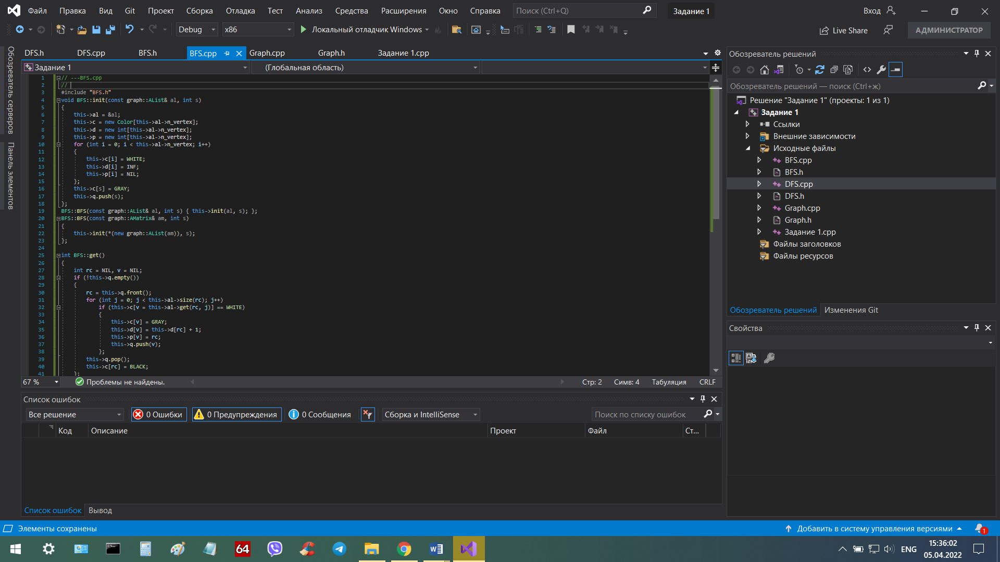 Файл Правка Вид Git Проект Сборка Отладка Тест Анализ Средства Расширения Окно Справка Поиск (Ctrl+Q) Задание 1 Вход
Debug x86 Локальный отладчик Windows Live Share АДМИНИСТРАТОР
Обозреватель серверов
Панель элементов
DFS.h DFS.cpp BFS.h BFS.cpp Graph.cpp Graph.h Задание 1.cpp
Задание 1 (Глобальная область)
1 // ---BFS.cpp
2 //
3 #include "BFS.h"
4 void BFS::init(const graph::AList& al, int s)
5 {
6 this->al = &al;
7 this->c = new Color[this->al->n_vertex];
8 this->d = new int[this->al->n_vertex];
9 this->p = new int[this->al->n_vertex];
10 for (int i = 0; i < this->al->n_vertex; i++)
11 {
12 this->c[i] = WHITE;
13 this->d[i] = INF;
14 this->p[i] = NIL;
15 };
16 this->c[s] = GRAY;
17 this->q.push(s);
18 };
19 BFS::BFS(const graph::AList& al, int s) { this->init(al, s); };
20 BFS::BFS(const graph::AMatrix& am, int s)
21 {
22 this->init(*(new graph::AList(am)), s);
23 };
24
25 int BFS::get()
26 {
27 int rc = NIL, v = NIL;
28 if (!this->q.empty())
29 {
30 rc = this->q.front();
31 for (int j = 0; j < this->al->size(rc); j++)
32 if (this->c[v = this->al->get(rc, j)] == WHITE)
33 {
34 this->c[v] = GRAY;
35 this->d[v] = this->d[rc] + 1;
36 this->p[v] = rc;
37 this->q.push(v);
38 };
39 this->q.pop();
40 this->c[rc] = BLACK;
41 };
67 % Проблемы не найдены. Стр: 2 Симв: 4 Табуляция CRLF
Список ошибок
Все решение 0 Ошибки 0 Предупреждения 0 Сообщения Сборка и IntelliSense Поиск по списку ошибок
Код Описание Проект Файл Ст...
Список ошибок Вывод
Обозреватель решений
Обозреватель решений — поиск (Ctrl+ж)
Решение "Задание 1" (проекты: 1 из 1)
Задание 1
Ссылки
Внешние зависимости
Исходные файлы
BFS.cpp
BFS.h
DFS.cpp
DFS.h
Graph.cpp
Graph.h
Задание 1.cpp
Файлы заголовков
Файлы ресурсов
Обозреватель решений Изменения Git
Свойства
Элементы сохранены Добавить в систему управления версиями 1
64 ENG 15:36:02
05.04.2022